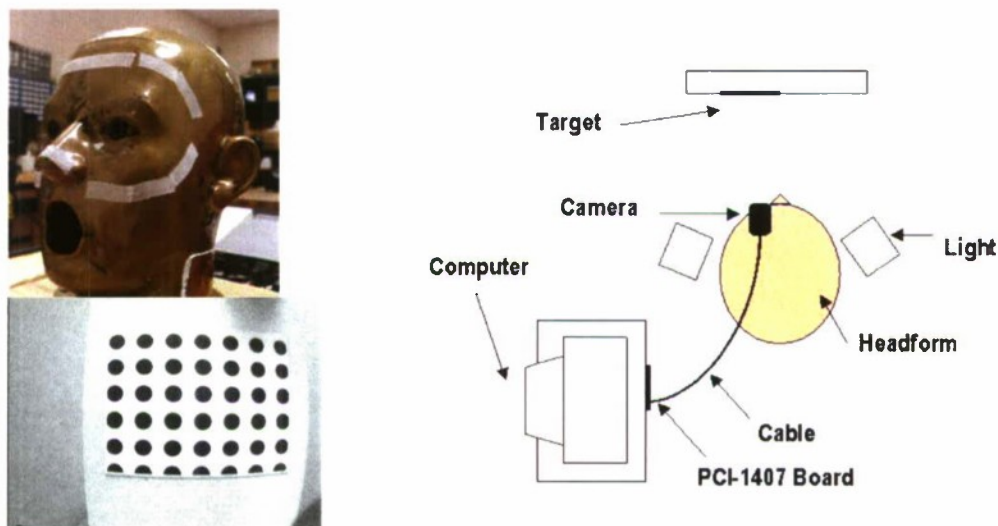 Target
Camera
Light
Computer
Headform
Cable
PCI-1407 Board